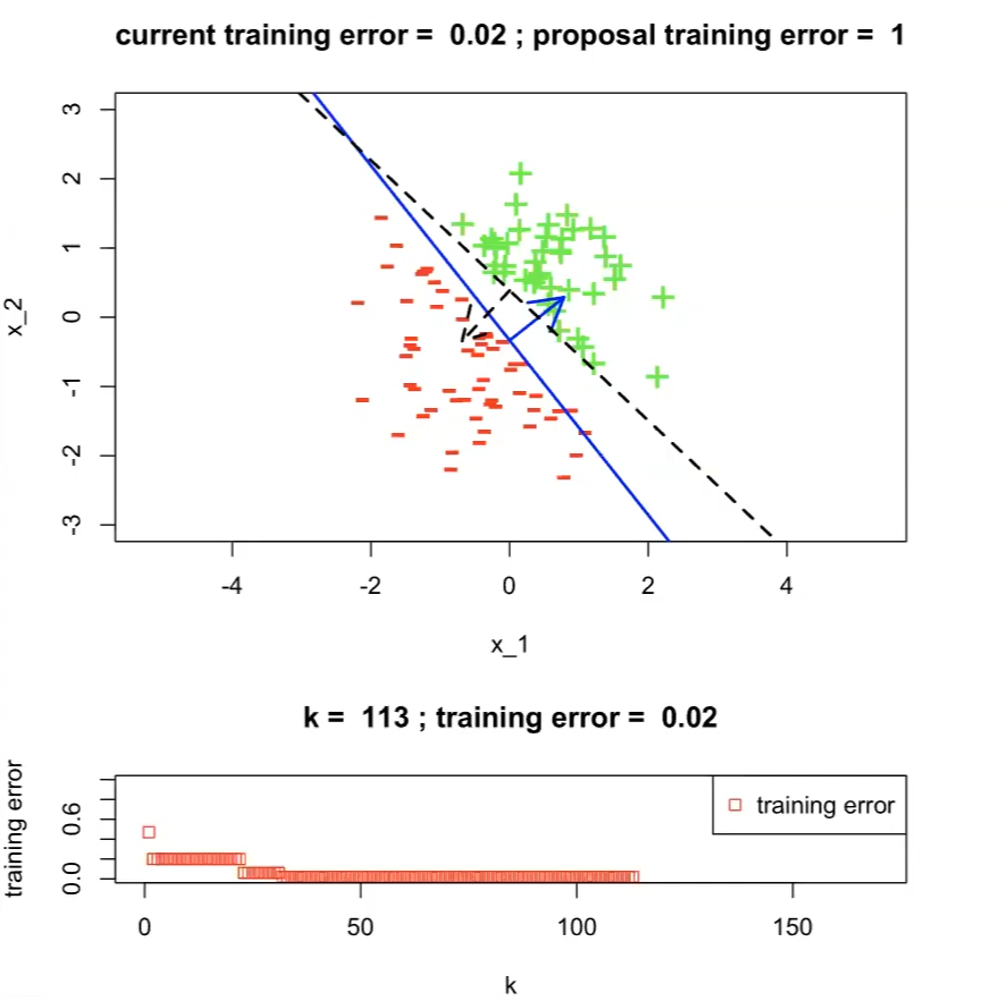 current training error =  0.02 ; proposal training error =  1
x_2
3
2
1
0
-1
-2
-3
-4 -2 0 2 4
x_1
k =  113 ; training error =  0.02
training error
0.6
0.0
training error
0 50 100 150
k